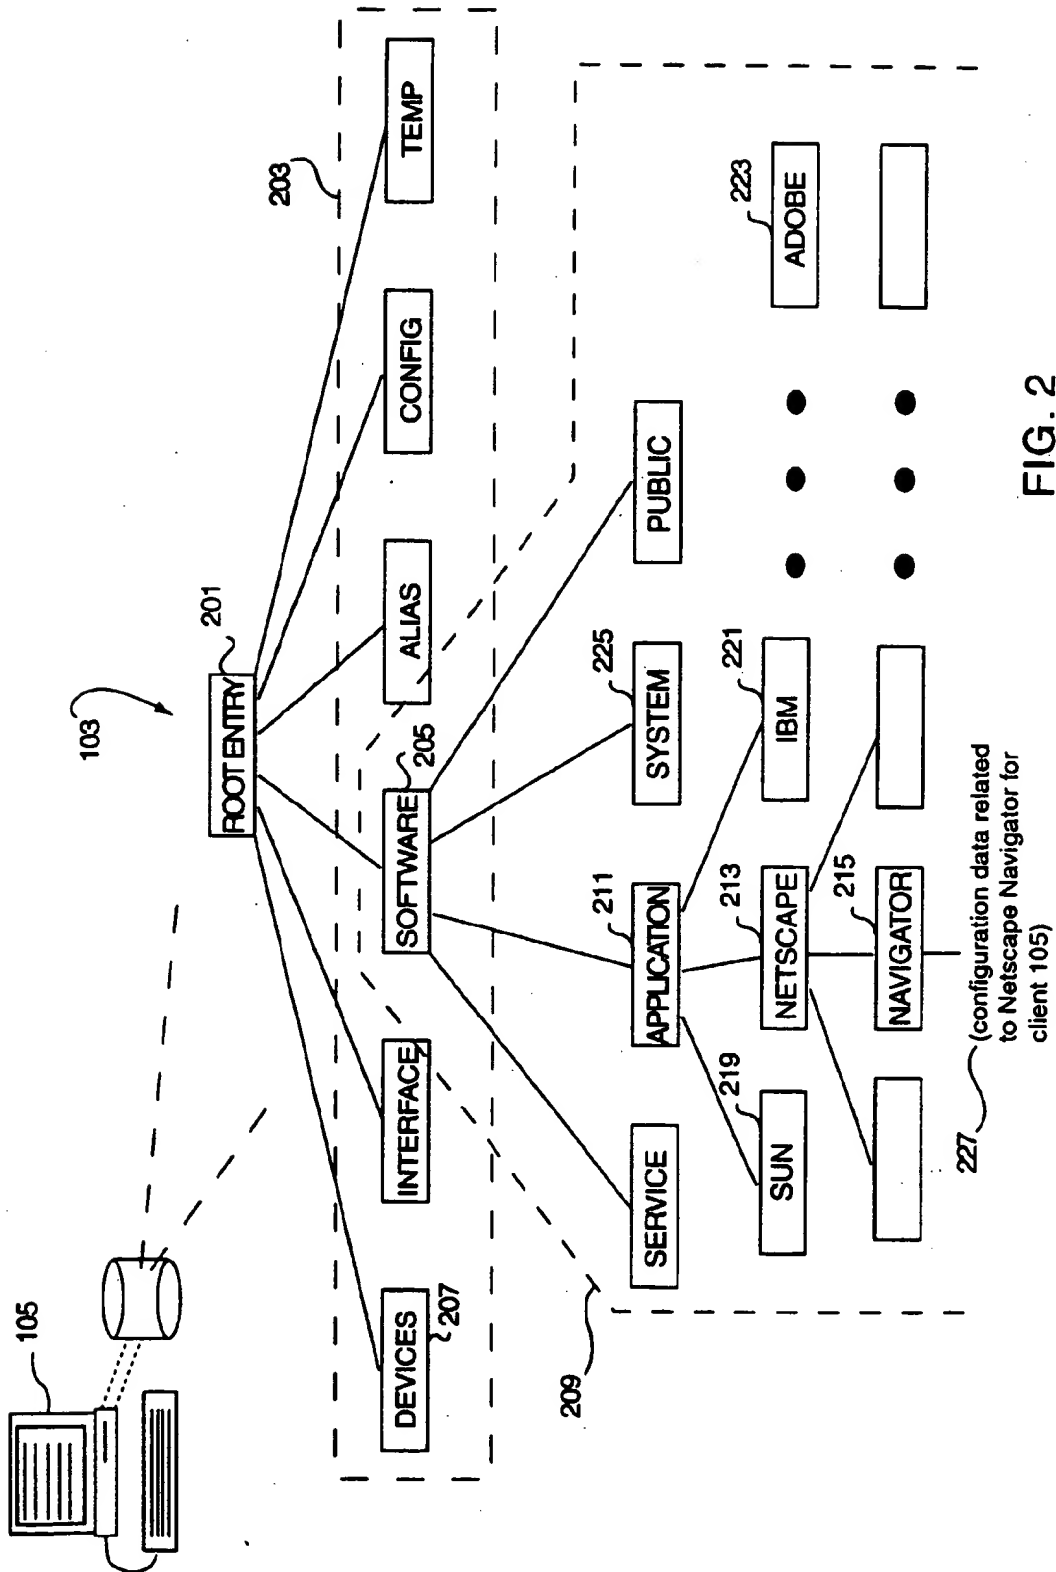 105
103
201
ROOT ENTRY
203
DEVICES
207
INTERFACE
SOFTWARE
205
ALIAS
CONFIG
TEMP
209
SERVICE
211
APPLICATION
225
SYSTEM
PUBLIC
219
SUN
213
NETSCAPE
221
IBM
223
ADOBE
215
NAVIGATOR
227
(configuration data related
to Netscape Navigator for
client 105)
FIG. 2